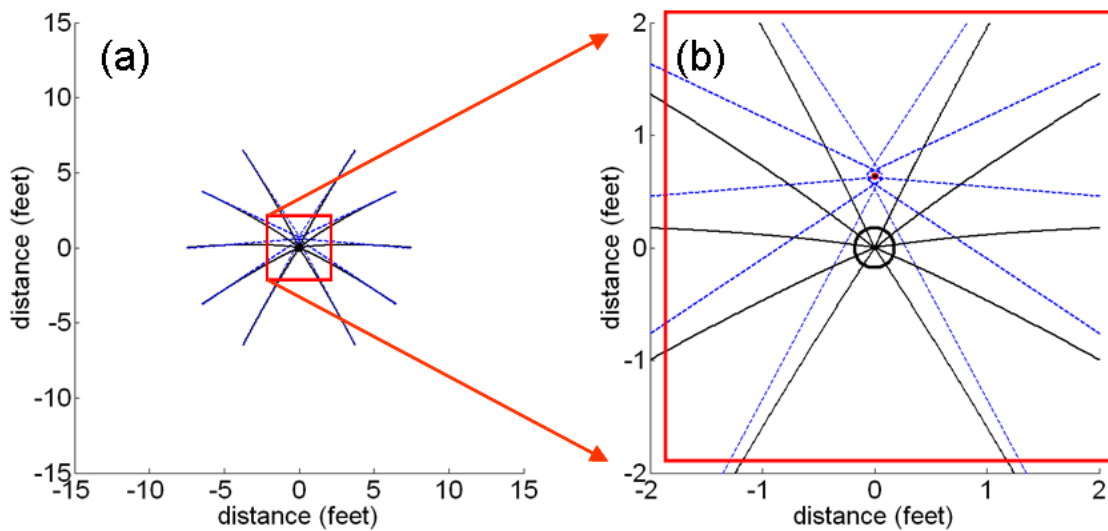 (a)
distance (feet)
15
10
5
0
-5
-10
-15
-15 -10 -5 0 5 10 15
distance (feet)
(b)
distance (feet)
2
1
0
-1
-2
-2 -1 0 1 2
distance (feet)